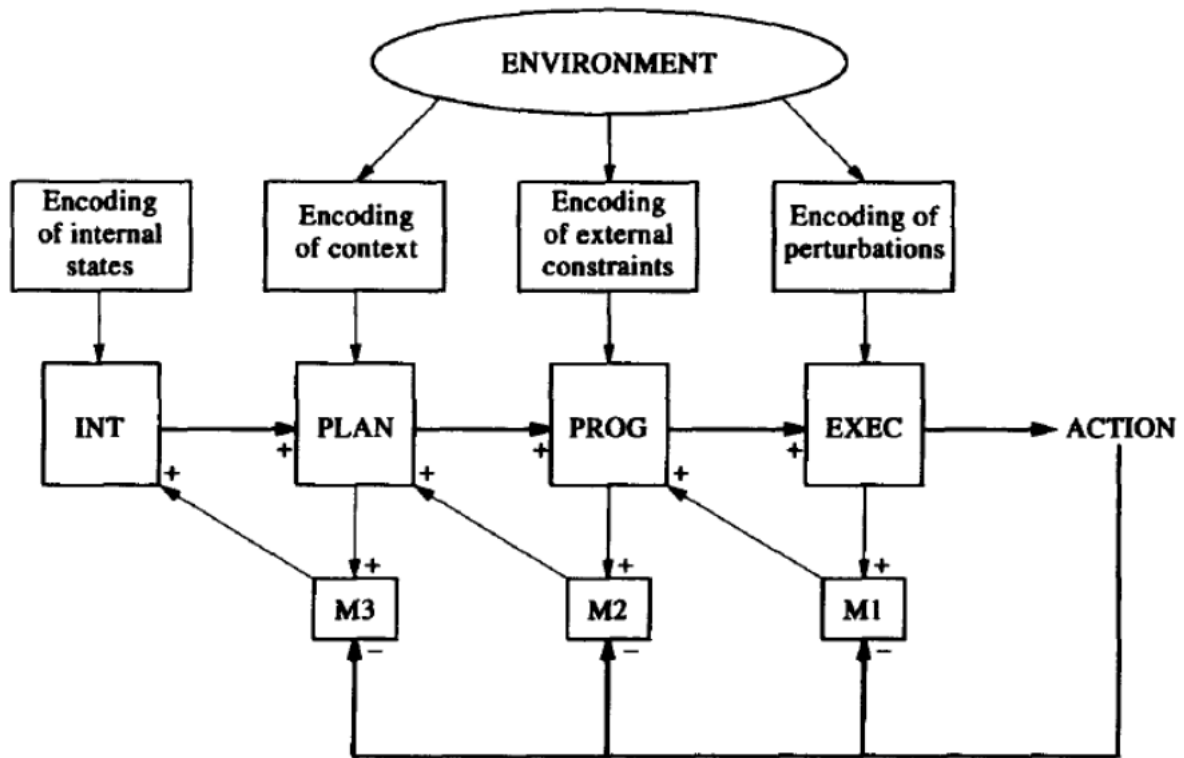 ENVIRONMENT
Encoding
of internal
states
Encoding
of context
Encoding
of external
constraints
Encoding of
perturbations
INT
PLAN
PROG
EXEC
ACTION
+
+
+
+
+
+
+
+
+
M3
M2
M1
−
−
−